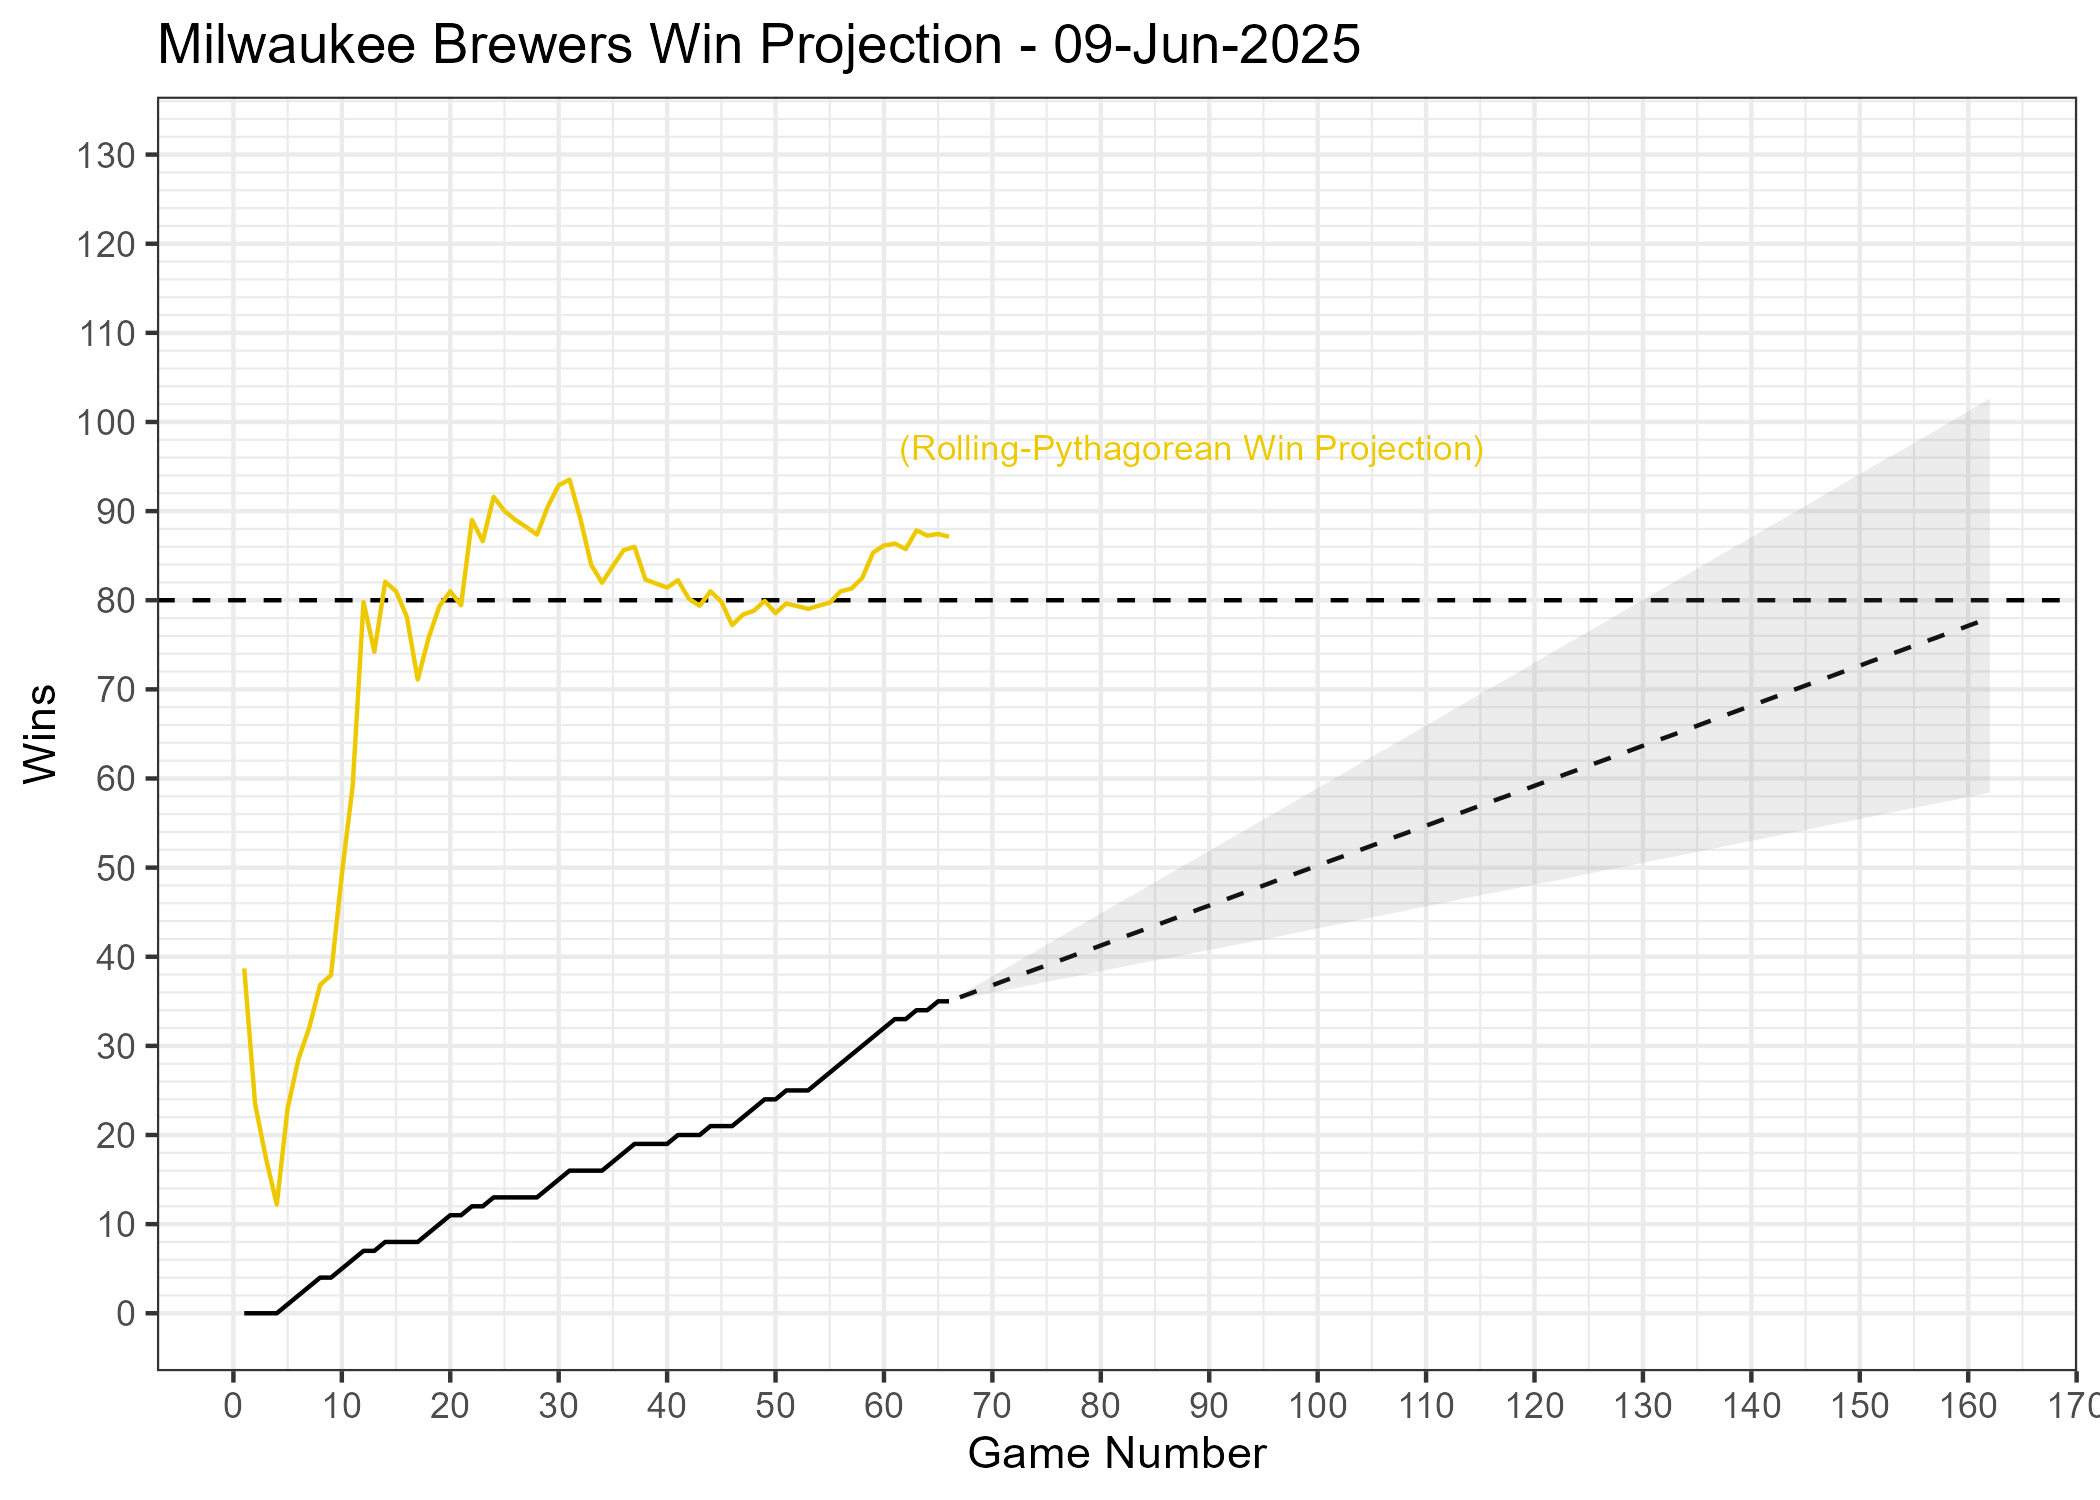 Milwaukee Brewers Win Projection - 09-Jun-2025
130
120
110
100
(Rolling-Pythagorean Win Projection)
90
80
70
Wins
60
50
40
30
20
10
0
0 10 20 30 40 50 60 70 80 90 100 110 120 130 140 150 160 170
Game Number